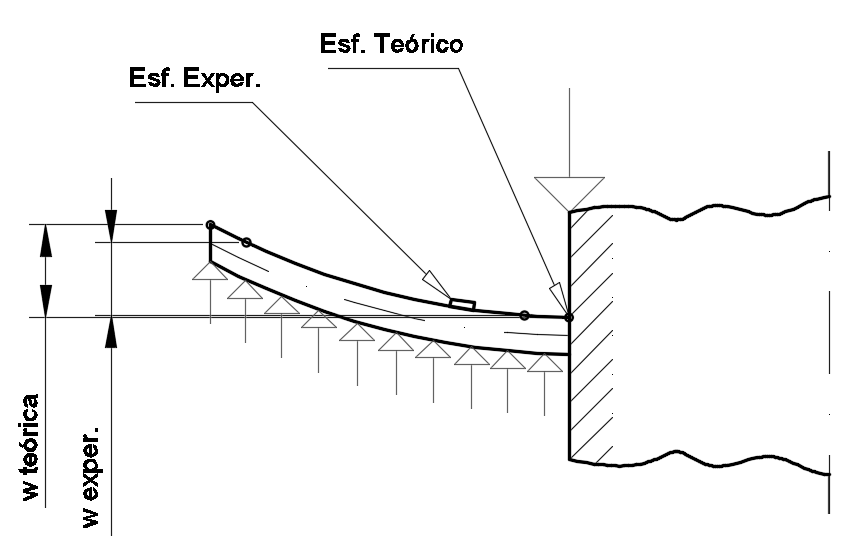 Esf. Teórico
Esf. Exper.
w teórica
w exper.